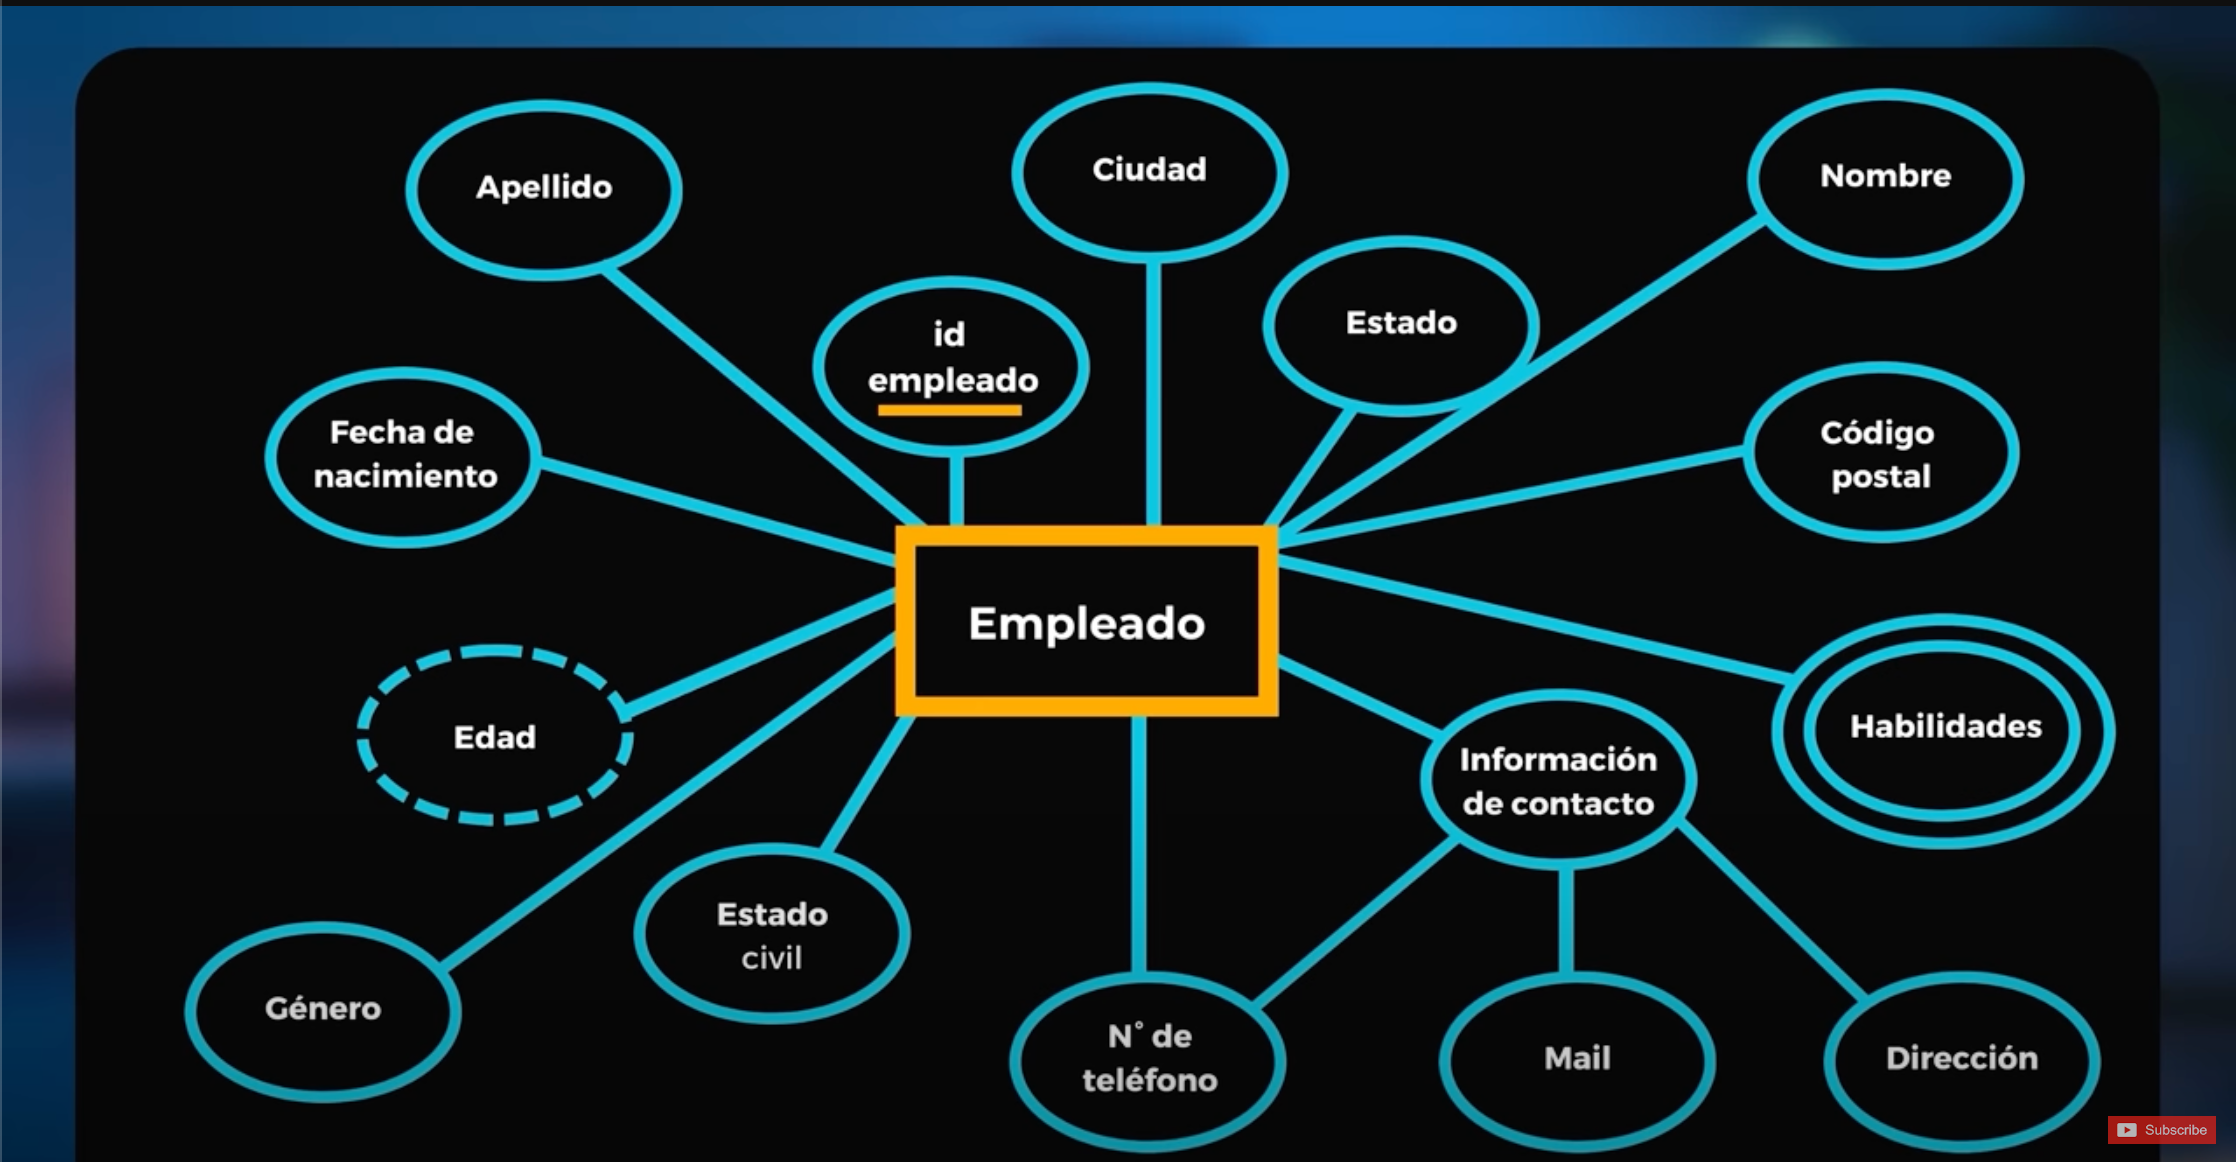 Apellido
Ciudad
Nombre
id
empleado
Estado
Fecha de
nacimiento
Código
postal
Empleado
Edad
Habilidades
Información
de contacto
Estado
civil
Género
N° de
teléfono
Mail
Dirección
Subscribe